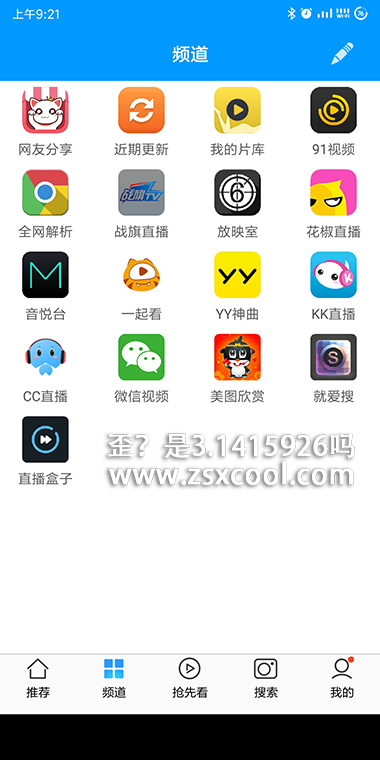 上午9:21
频道
网友分享 近期更新 我的片库 91视频
全网解析 战旗直播 放映室 花椒直播
音悦台 一起看 YY神曲 KK直播
CC直播 微信视频 美图欣赏 就爱搜
直播盒子
歪？是3.1415926吗
www.zsxcool.com
推荐 频道 抢先看 搜索 我的